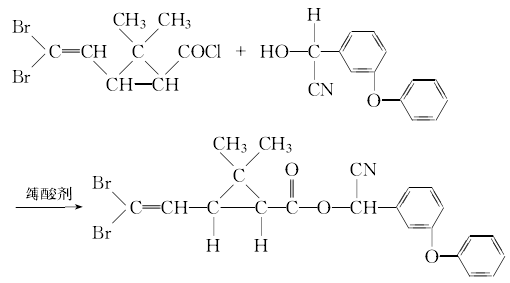 H
CH₃ CH₃
Br
C=CH C COCl + HO—C
Br
CH—CH CN
O
缚酸剂
CH₃ CH₃
Br C O CN
C=CH—C C—C—O—CH
Br
H H O